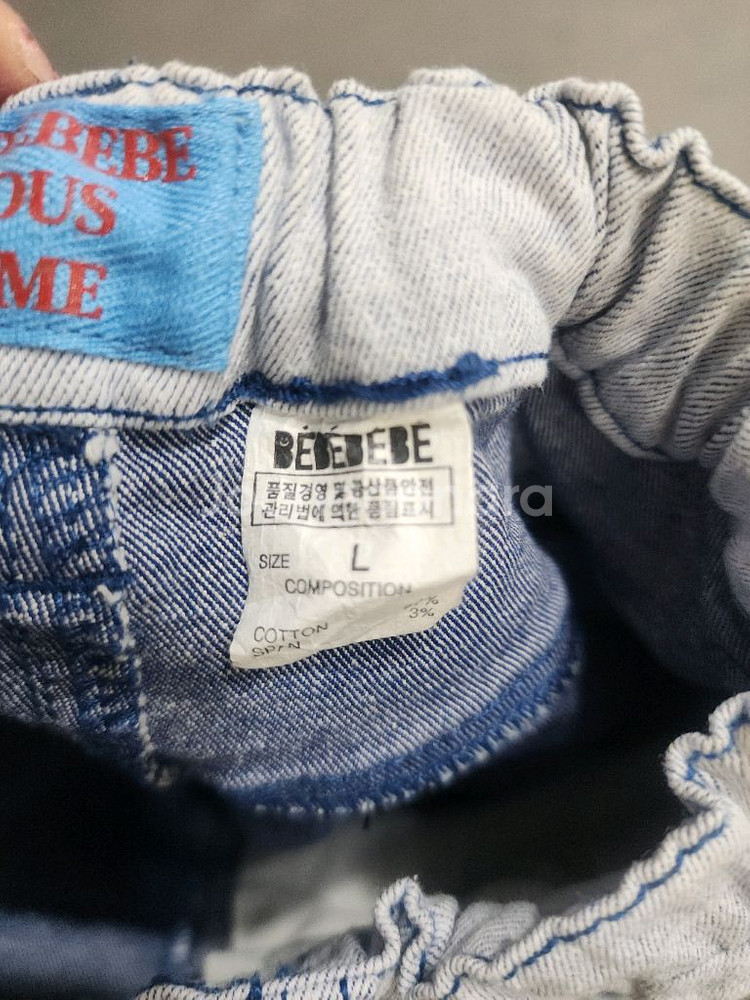 BEBE
OUS
ME
BÉBÉBEBE
품질경영 및 공산품안전
관리법에 의한 품질표시
SIZE L
COMPOSITION
COTTON
3%